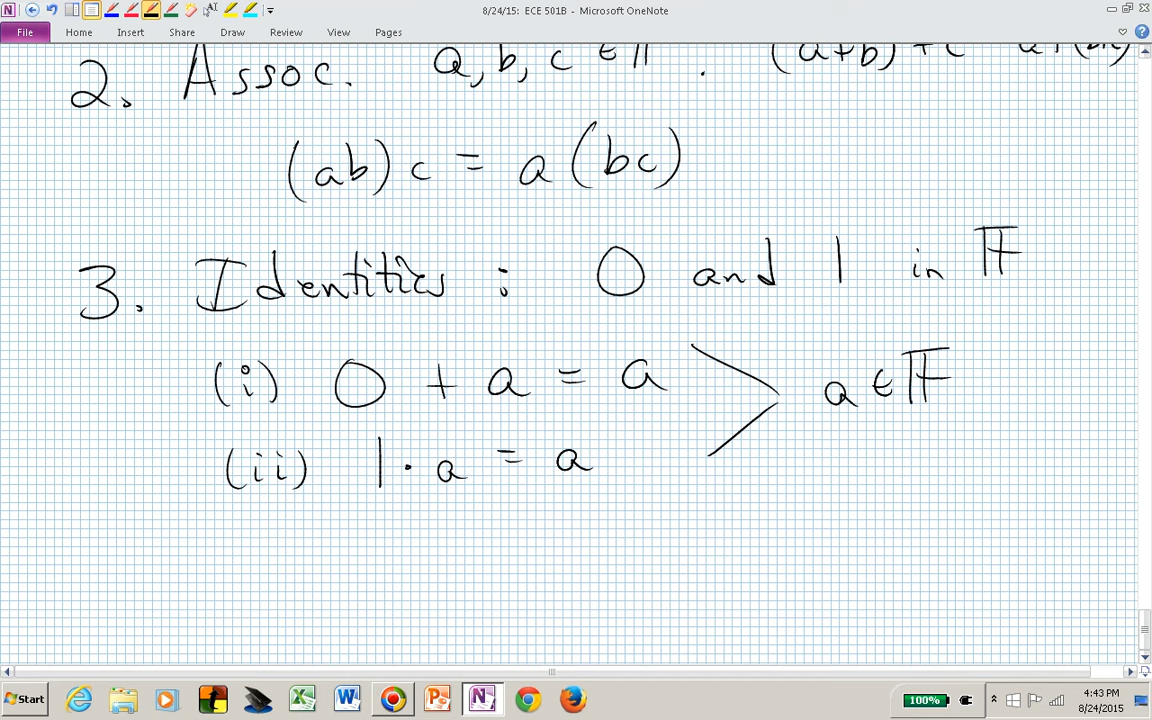 8/24/15: ECE 501B - Microsoft OneNote
File Home Insert Share Draw Review View Pages
2. Assoc. a, b, c ∈ 𝔽. (a+b)+c a+(bc)
(ab)c = a(bc)
3. Identities : 0 and 1 in 𝔽
(i) 0 + a = a
a ∈ 𝔽
(ii) 1 · a = a
Start
100%
4:43 PM
8/24/2015